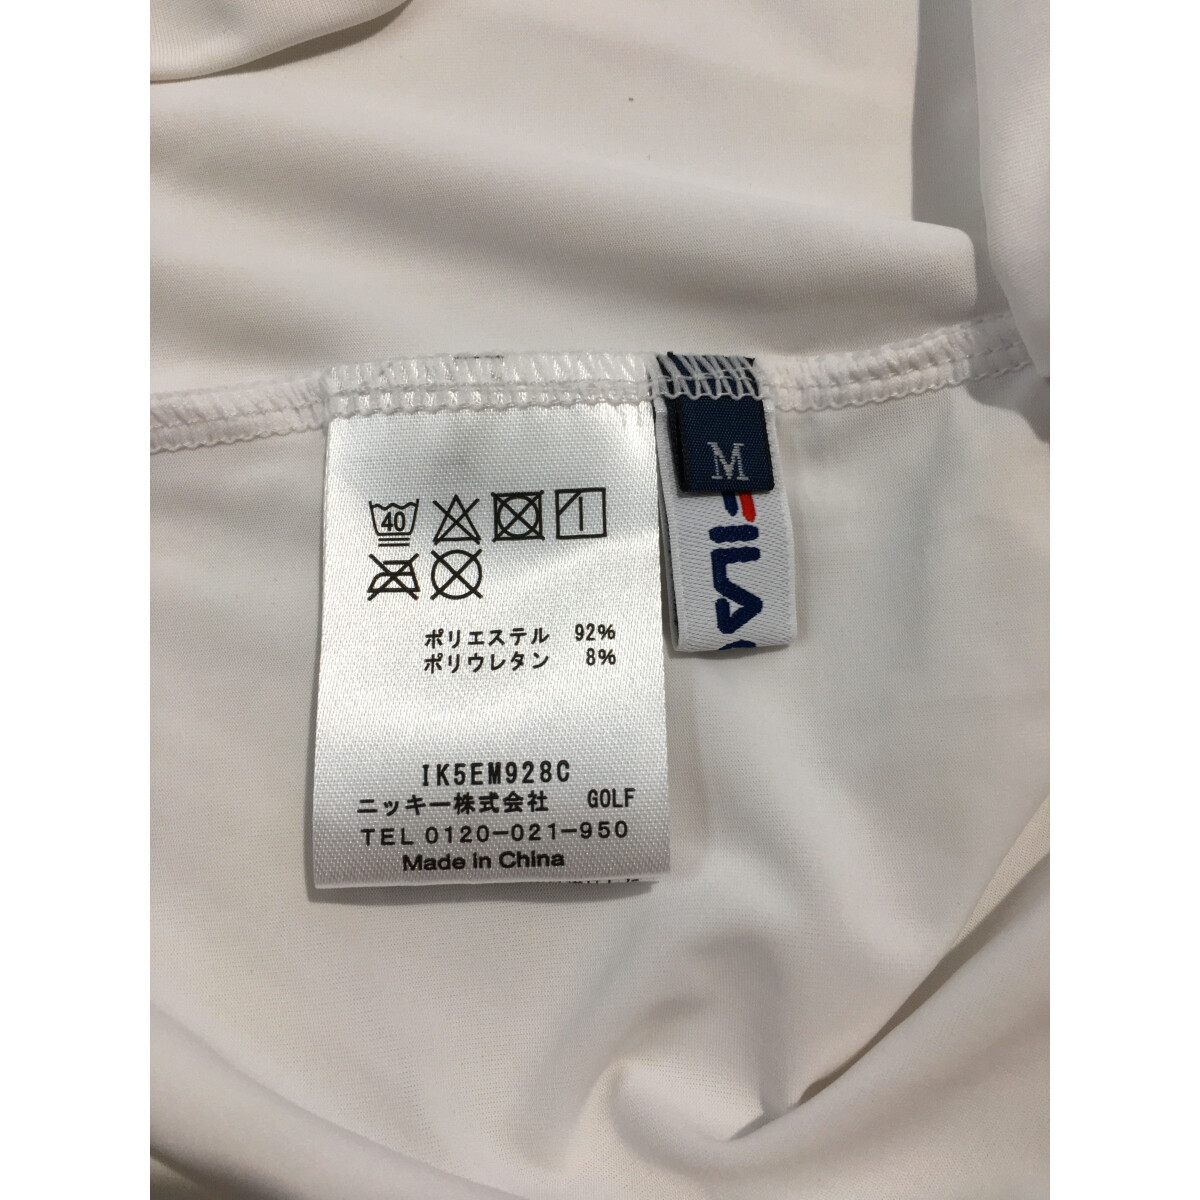 M
FILA
40
ポリエステル 92%
ポリウレタン 8%
IK5EM928C
ニッキー株式会社 GOLF
TEL 0120-021-950
Made in China